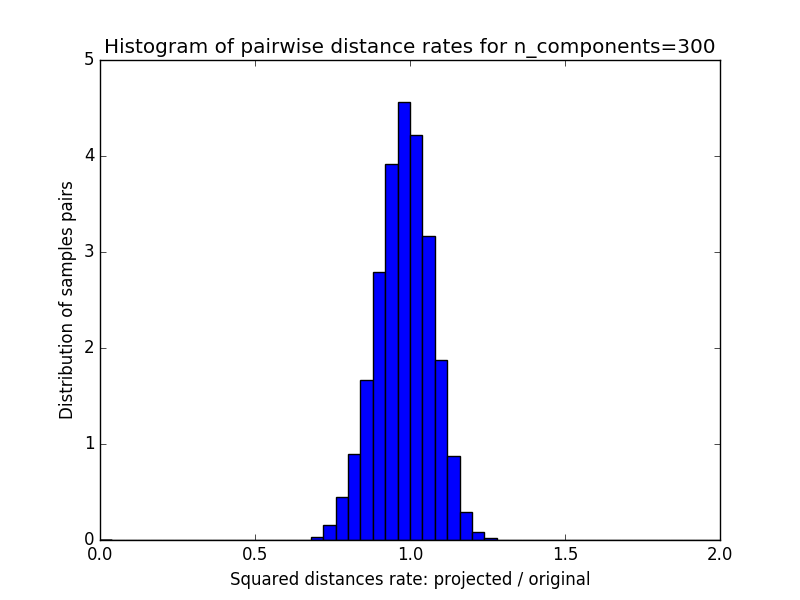 Histogram of pairwise distance rates for n_components=300
5
4
3
2
1
0
Distribution of samples pairs
0.0 0.5 1.0 1.5 2.0
Squared distances rate: projected / original